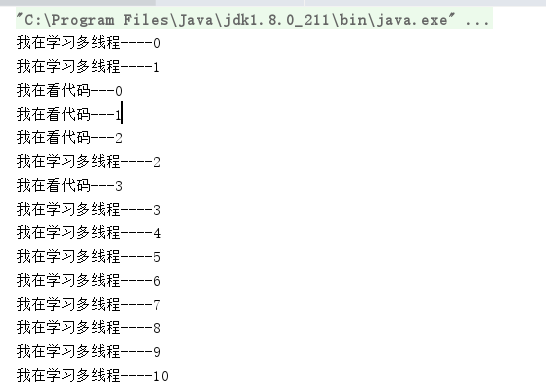 "C:\Program Files\Java\jdk1.8.0_211\bin\java.exe" ...
我在学习多线程----0
我在学习多线程----1
我在看代码---0
我在看代码---1
我在看代码---2
我在学习多线程----2
我在看代码---3
我在学习多线程----3
我在学习多线程----4
我在学习多线程----5
我在学习多线程----6
我在学习多线程----7
我在学习多线程----8
我在学习多线程----9
我在学习多线程----10